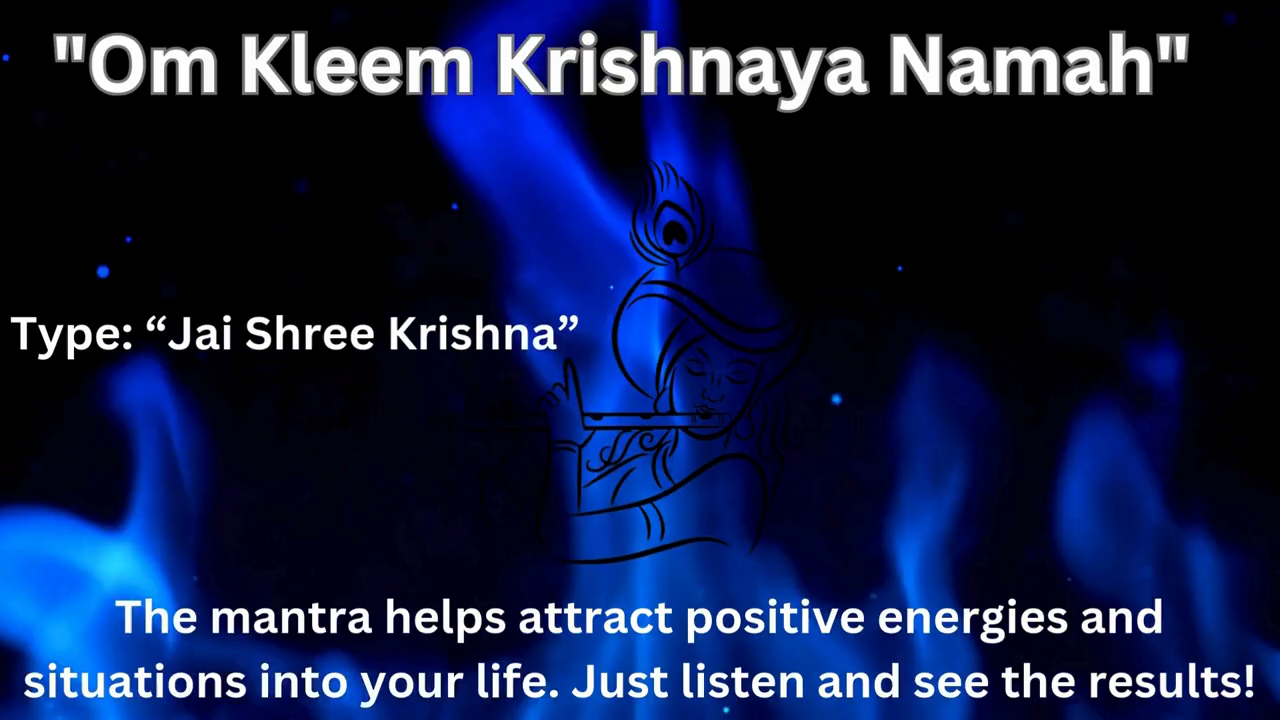 "Om Kleem Krishnaya Namah"
Type: “Jai Shree Krishna”
The mantra helps attract positive energies and
situations into your life. Just listen and see the results!